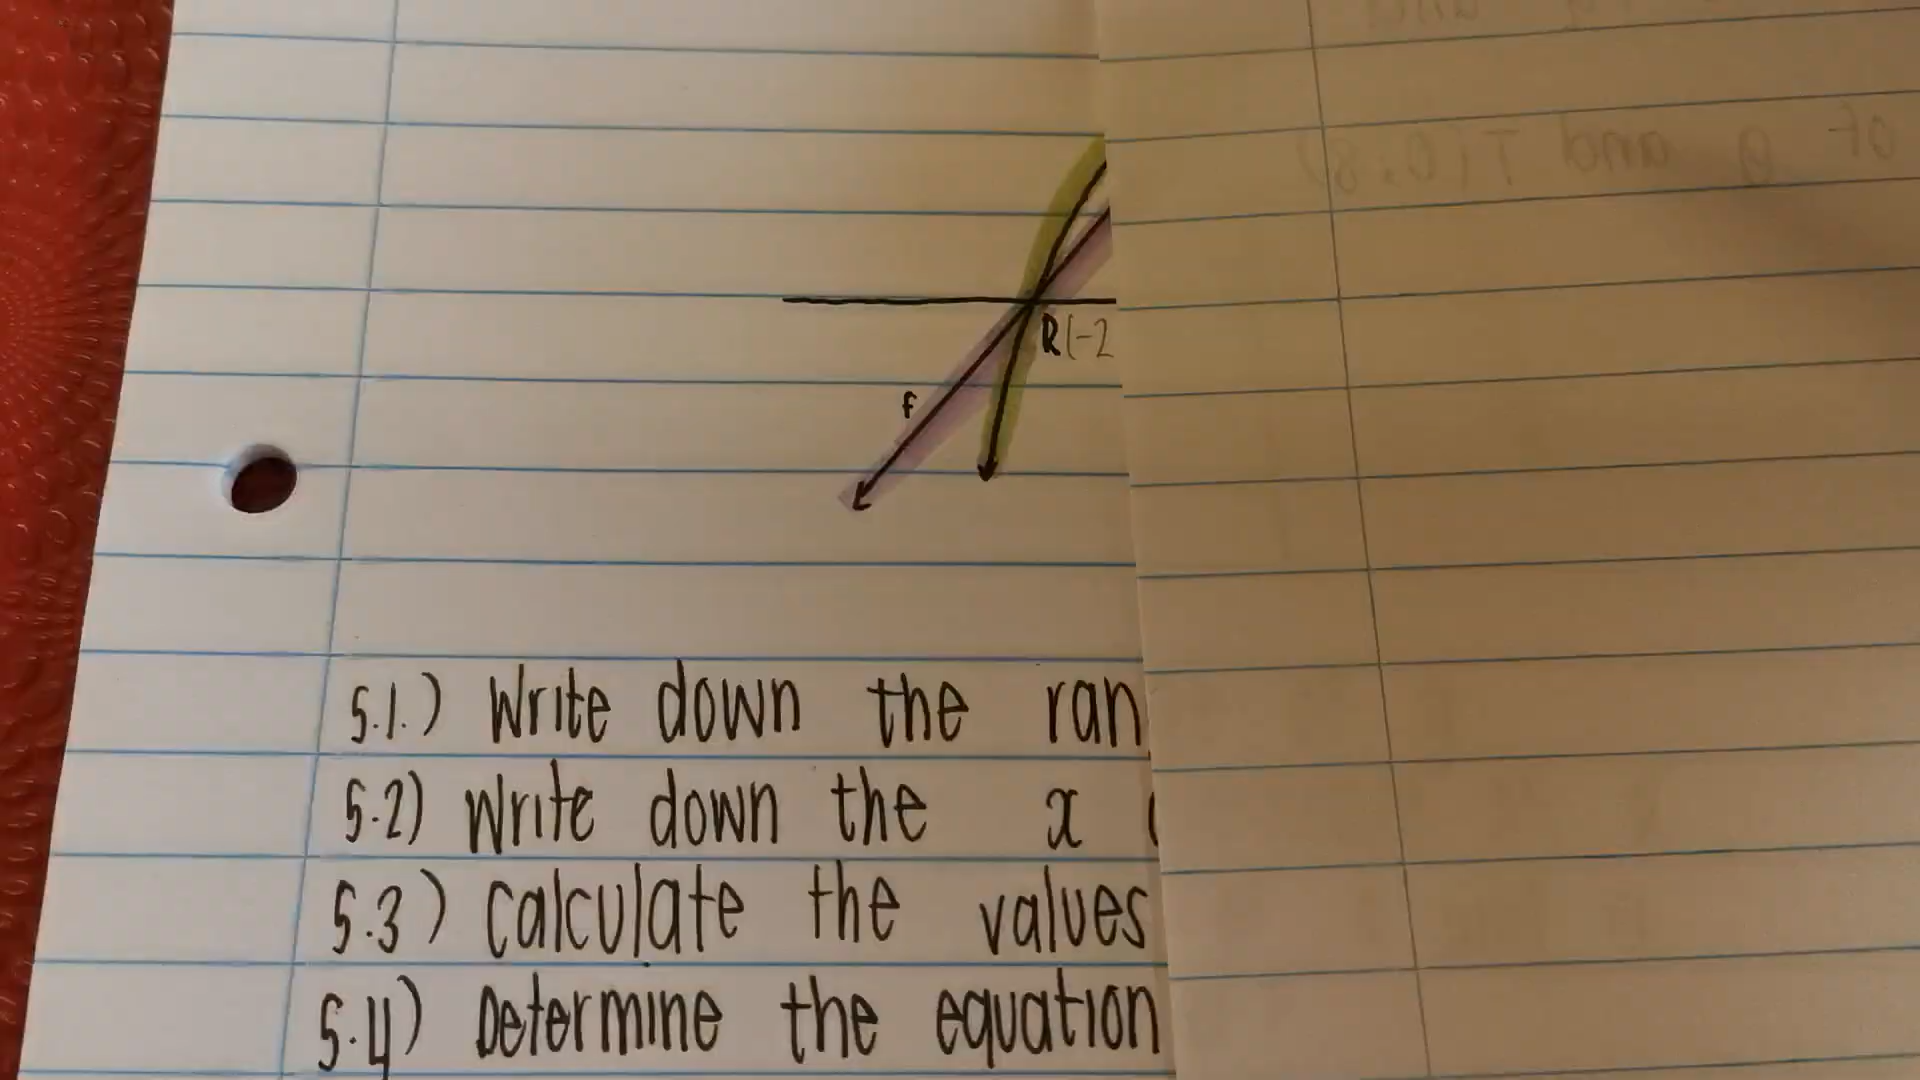 R(-2
f
5.1.) Write down the ran
5.2) Write down the x
5.3) Calculate the values
5.4) Determine the equation